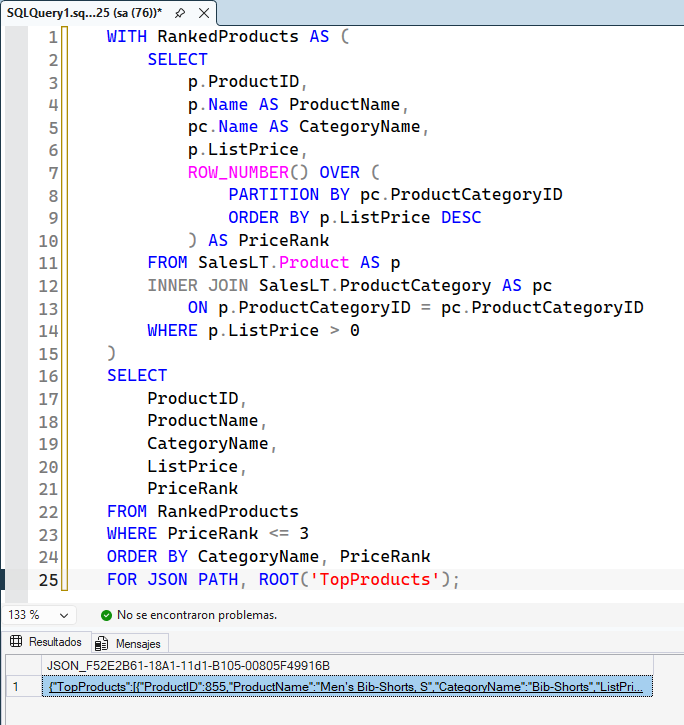 SQLQuery1.sq...25 (sa (76))*
1 WITH RankedProducts AS (
2 SELECT
3 p.ProductID,
4 p.Name AS ProductName,
5 pc.Name AS CategoryName,
6 p.ListPrice,
7 ROW_NUMBER() OVER (
8 PARTITION BY pc.ProductCategoryID
9 ORDER BY p.ListPrice DESC
10 ) AS PriceRank
11 FROM SalesLT.Product AS p
12 INNER JOIN SalesLT.ProductCategory AS pc
13 ON p.ProductCategoryID = pc.ProductCategoryID
14 WHERE p.ListPrice > 0
15 )
16 SELECT
17 ProductID,
18 ProductName,
19 CategoryName,
20 ListPrice,
21 PriceRank
22 FROM RankedProducts
23 WHERE PriceRank <= 3
24 ORDER BY CategoryName, PriceRank
25 FOR JSON PATH, ROOT('TopProducts');
133 % No se encontraron problemas.
Resultados Mensajes
JSON_F52E2B61-18A1-11d1-B105-00805F49916B
1 {"TopProducts":[{"ProductID":855,"ProductName":"Men's Bib-Shorts, S","CategoryName":"Bib-Shorts","ListPri...